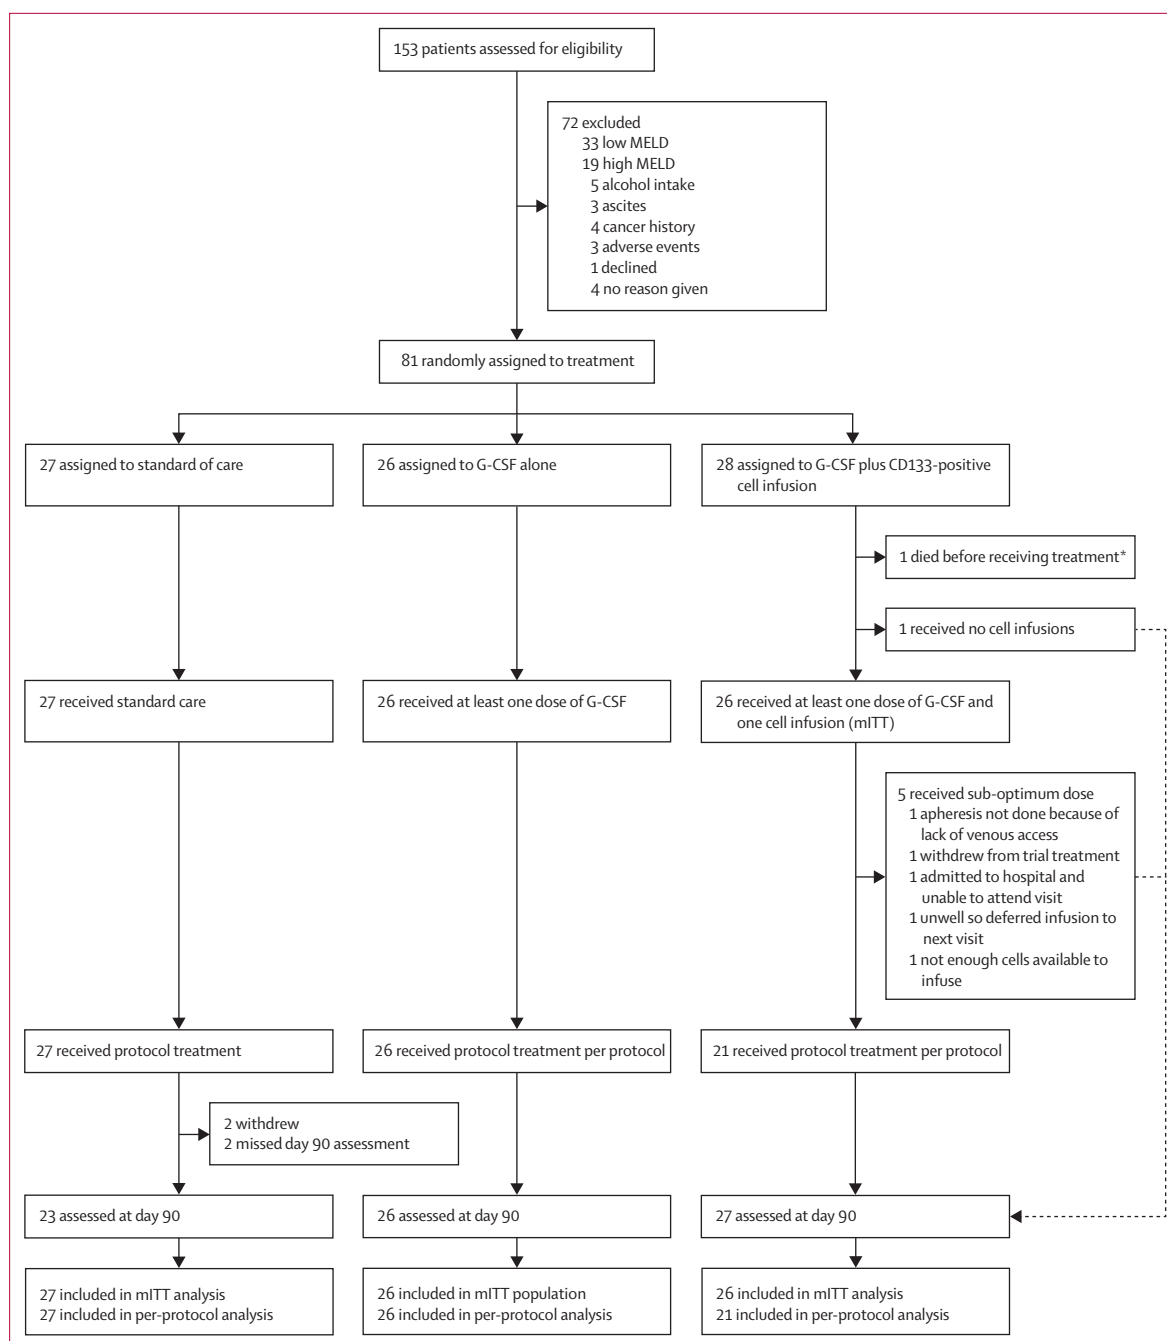 153 patients assessed for eligibility
72 excluded
33 low MELD
19 high MELD
5 alcohol intake
3 ascites
4 cancer history
3 adverse events
1 declined
4 no reason given
81 randomly assigned to treatment
27 assigned to standard of care
26 assigned to G-CSF alone
28 assigned to G-CSF plus CD133-positive
cell infusion
1 died before receiving treatment*
1 received no cell infusions
27 received standard care
26 received at least one dose of G-CSF
26 received at least one dose of G-CSF and
one cell infusion (mITT)
5 received sub-optimum dose
1 apheresis not done because of
lack of venous access
1 withdrew from trial treatment
1 admitted to hospital and
unable to attend visit
1 unwell so deferred infusion to
next visit
1 not enough cells available to
infuse
27 received protocol treatment
26 received protocol treatment per protocol
21 received protocol treatment per protocol
2 withdrew
2 missed day 90 assessment
23 assessed at day 90
26 assessed at day 90
27 assessed at day 90
27 included in mITT analysis
27 included in per-protocol analysis
26 included in mITT population
26 included in per-protocol analysis
26 included in mITT analysis
21 included in per-protocol analysis